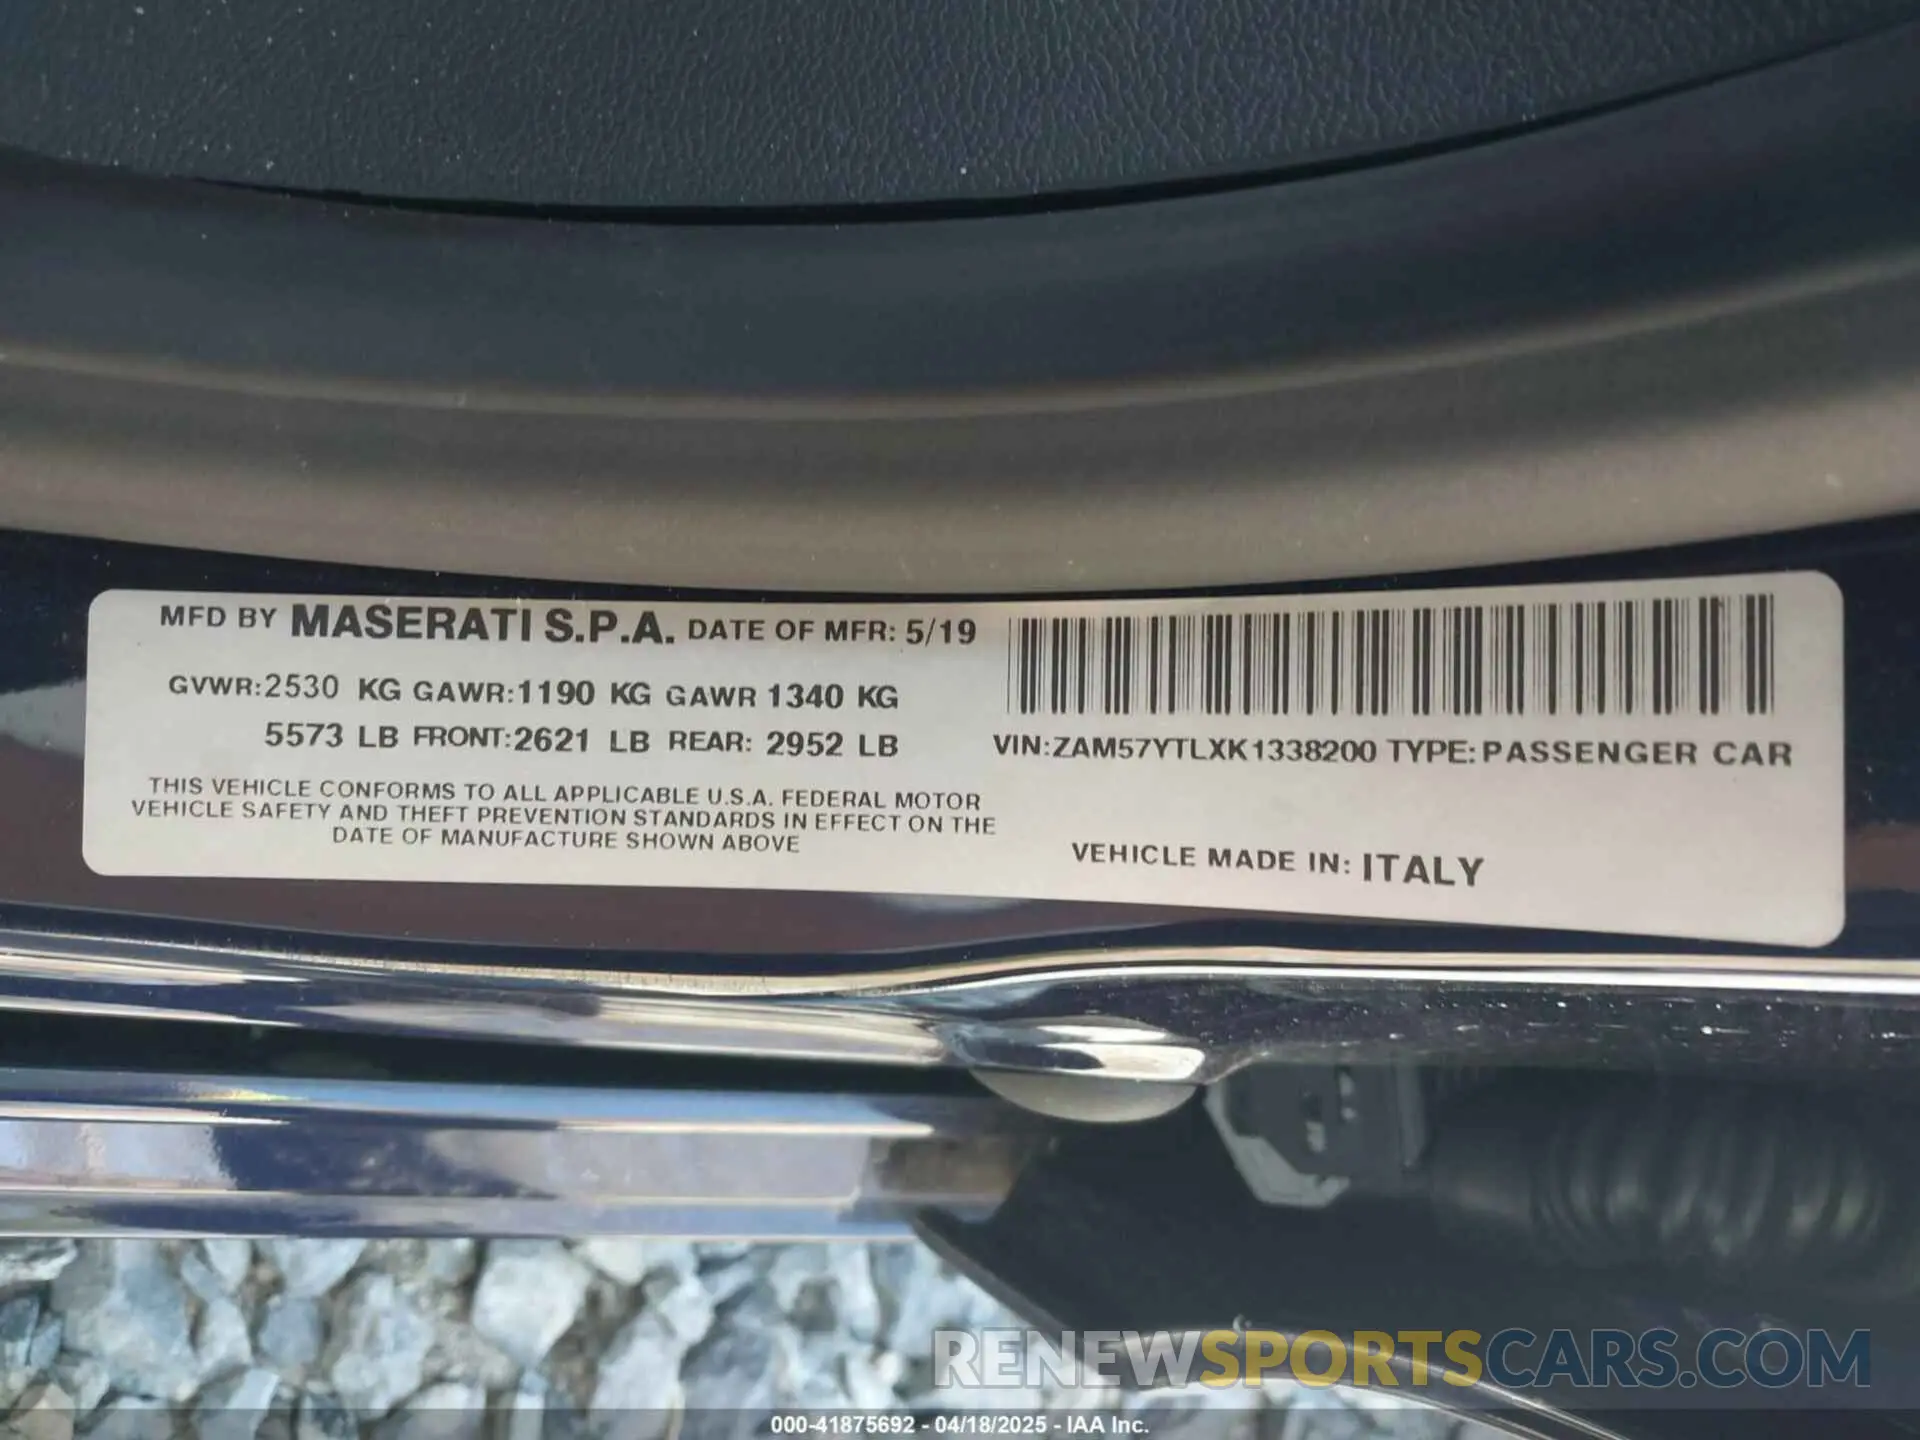 MFD BY MASERATI S.P.A. DATE OF MFR: 5/19
GVWR:2530 KG GAWR:1190 KG GAWR 1340 KG
5573 LB FRONT:2621 LB REAR: 2952 LB
THIS VEHICLE CONFORMS TO ALL APPLICABLE U.S.A. FEDERAL MOTOR
VEHICLE SAFETY AND THEFT PREVENTION STANDARDS IN EFFECT ON THE
DATE OF MANUFACTURE SHOWN ABOVE
VIN:ZAM57YTLXK1338200 TYPE:PASSENGER CAR
VEHICLE MADE IN: ITALY
RENEWSPORTSCARS.COM
000-41875692 - 04/18/2025 - IAA Inc.